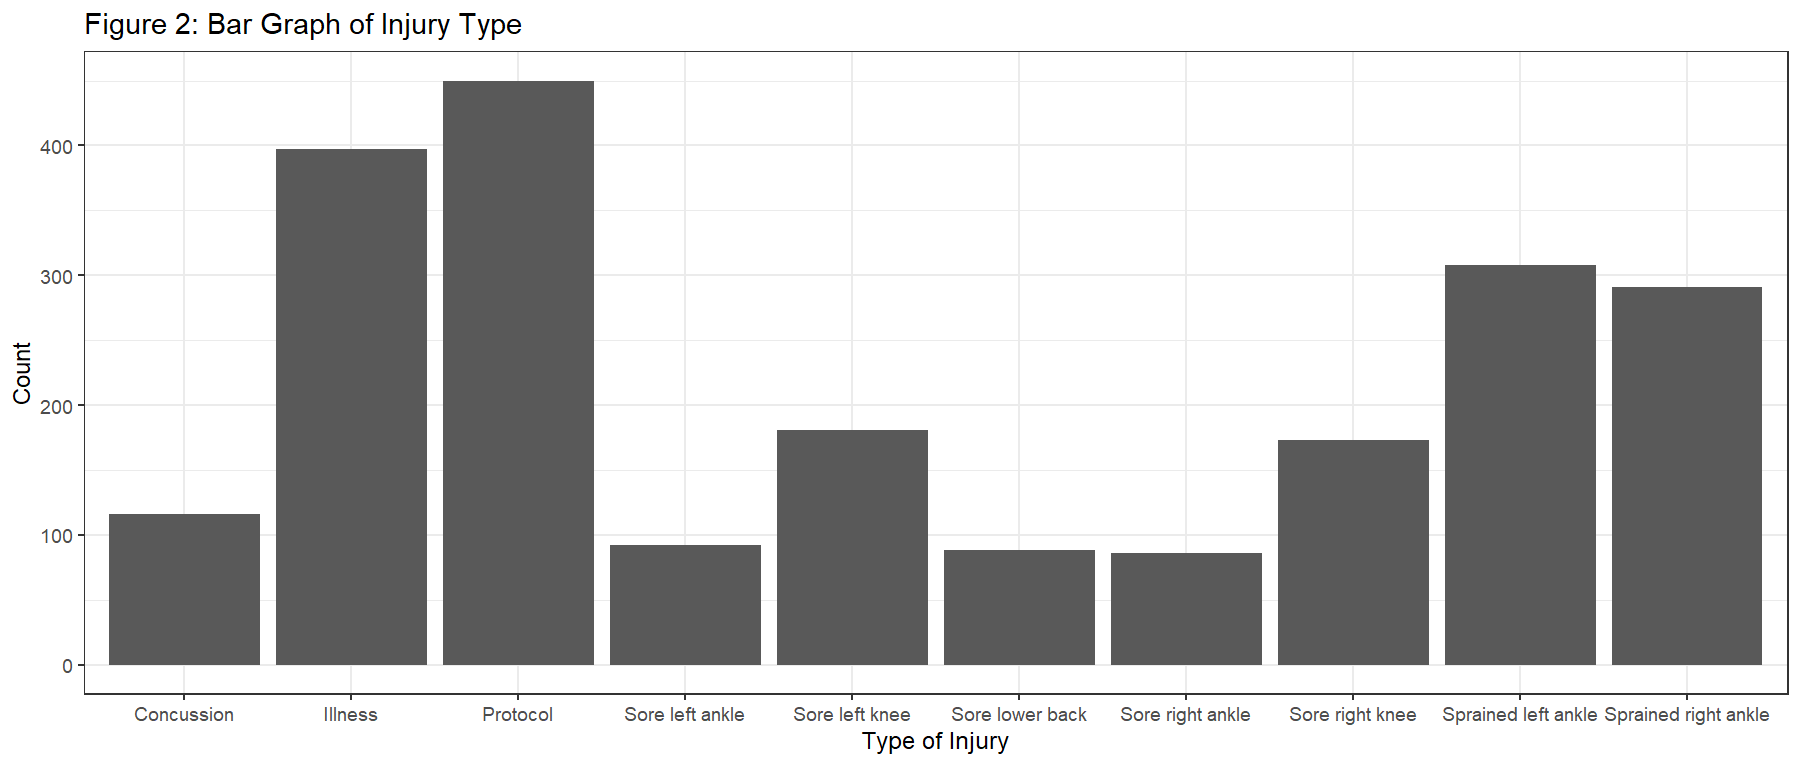 Figure 2: Bar Graph of Injury Type
400
300
200
100
0
Count
Concussion Illness Protocol Sore left ankle Sore left knee Sore lower back Sore right ankle Sore right knee Sprained left ankle Sprained right ankle
Type of Injury